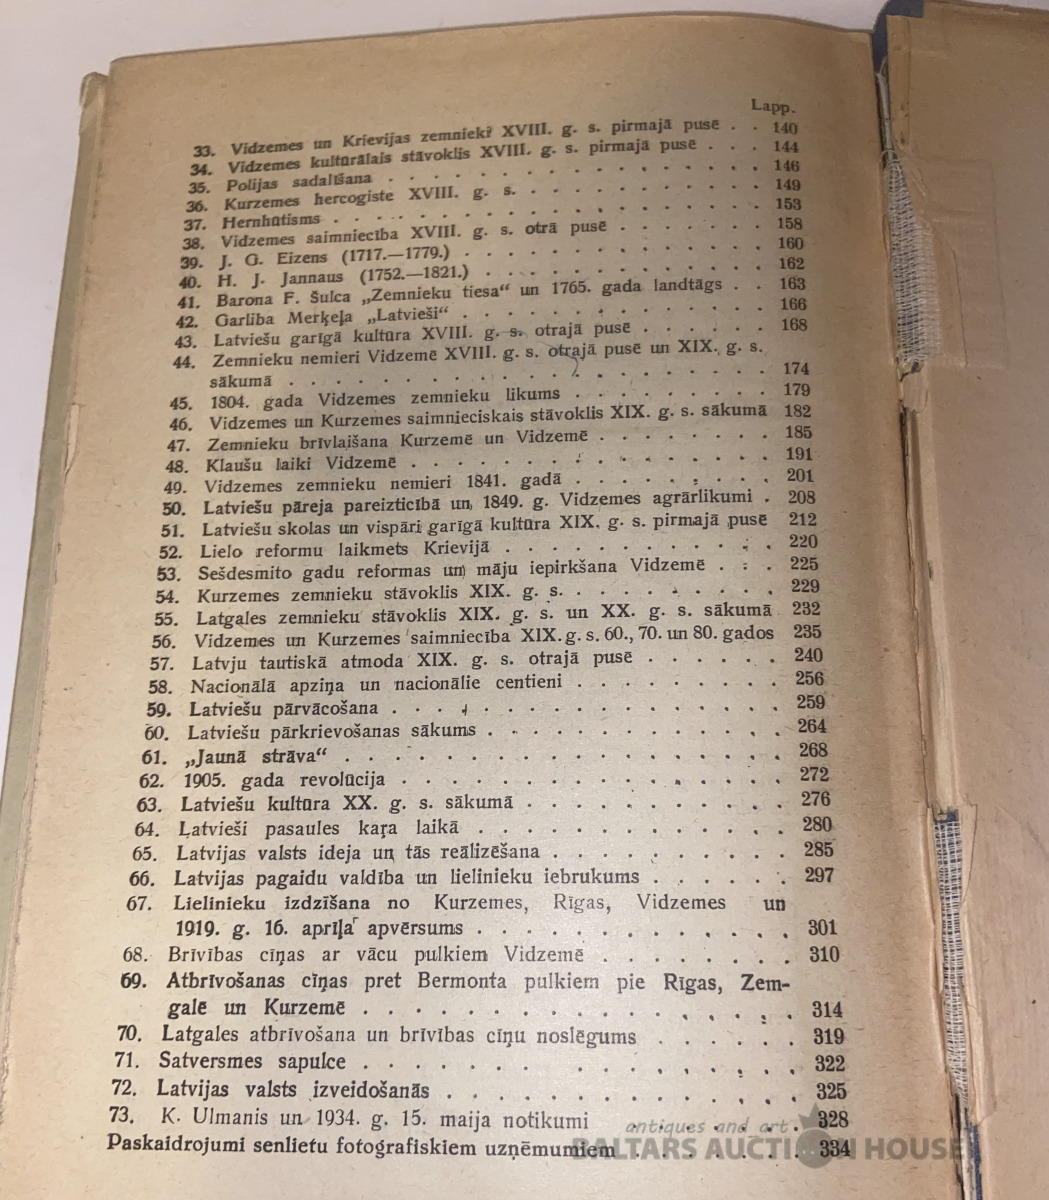 Lapp.
33. Vidzemes un Krievijas zemnieki XVIII. g. s. pirmajā pusē . . 140
34. Vidzemes kultūrālais stāvoklis XVIII. g. s. pirmajā pusē . . . 144
35. Polijas sadalīšana . . . . . . . . . . . . . . 146
36. Kurzemes hercogiste XVIII. g. s. . . . . . . . . . 149
37. Hernhūtisms . . . . . . . . . . . . . . . 153
38. Vidzemes saimniecība XVIII. g. s. otrā pusē . . . . . . 158
39. J. G. Eizens (1717.—1779.) . . . . . . . . . . . 160
40. H. J. Jannaus (1752.—1821.) . . . . . . . . . . 162
41. Barona F. Šulca „Zemnieku tiesa“ un 1765. gada landtāgs . . 163
42. Garlība Merķeļa „Latvieši“ . . . . . . . . . . . 166
43. Latviešu garīgā kultūra XVIII. g. s. otrajā pusē . . . . . . 168
44. Zemnieku nemieri Vidzemē XVIII. g. s. otrajā pusē un XIX. g. s.
sākumā . . . . . . . . . . . . . . . . . 174
45. 1804. gada Vidzemes zemnieku likums . . . . . . . . 179
46. Vidzemes un Kurzemes saimnieciskais stāvoklis XIX. g. s. sākumā 182
47. Zemnieku brīvlaišana Kurzemē un Vidzemē . . . . . . . 185
48. Klaušu laiki Vidzemē . . . . . . . . . . . . . 191
49. Vidzemes zemnieku nemieri 1841. gadā . . . . . . . . 201
50. Latviešu pāreja pareizticībā un 1849. g. Vidzemes agrārlikumi . 208
51. Latviešu skolas un vispāri garīgā kultūra XIX. g. s. pirmajā pusē 212
52. Lielo reformu laikmets Krievijā . . . . . . . . . . 220
53. Sešdesmito gadu reformas un māju iepirkšana Vidzemē . . . 225
54. Kurzemes zemnieku stāvoklis XIX. g. s. . . . . . . . . 229
55. Latgales zemnieku stāvoklis XIX. g. s. un XX. g. s. sākumā 232
56. Vidzemes un Kurzemes saimniecība XIX. g. s. 60., 70. un 80. gados 235
57. Latvju tautiskā atmoda XIX. g. s. otrajā pusē . . . . . . 240
58. Nacionālā apziņa un nacionālie centieni . . . . . . . . 256
59. Latviešu pārvācošana . . . . . . . . . . . . . 259
60. Latviešu pārkrievošanas sākums . . . . . . . . . . . 264
61. „Jaunā strāva“ . . . . . . . . . . . . . . . 268
62. 1905. gada revolūcija . . . . . . . . . . . . . 272
63. Latviešu kultūra XX. g. s. sākumā . . . . . . . . . 276
64. Latvieši pasaules kaŗa laikā . . . . . . . . . . . 280
65. Latvijas valsts ideja un tās reālizēšana . . . . . . . . . 285
66. Latvijas pagaidu valdība un lielinieku iebrukums . . . . . . 297
67. Lielinieku izdzīšana no Kurzemes, Rīgas, Vidzemes un
1919. g. 16. aprīļa apvērsums . . . . . . . . . . . 301
68. Brīvības cīņas ar vācu pulkiem Vidzemē . . . . . . . 310
69. Atbrīvošanas cīņas pret Bermonta pulkiem pie Rīgas, Zem-
galē un Kurzemē . . . . . . . . . . . . . . 314
70. Latgales atbrīvošana un brīvības cīņu noslēgums . . . . . . 319
71. Satversmes sapulce . . . . . . . . . . . . . . 322
72. Latvijas valsts izveidošanās . . . . . . . . . . . . 325
73. K. Ulmanis un 1934. g. 15. maija notikumi . . . . . . . 328
Paskaidrojumi senlietu fotografiskiem uzņēmumiem . . . . . . 334
antiques and art
BALTARS AUCTION HOUSE